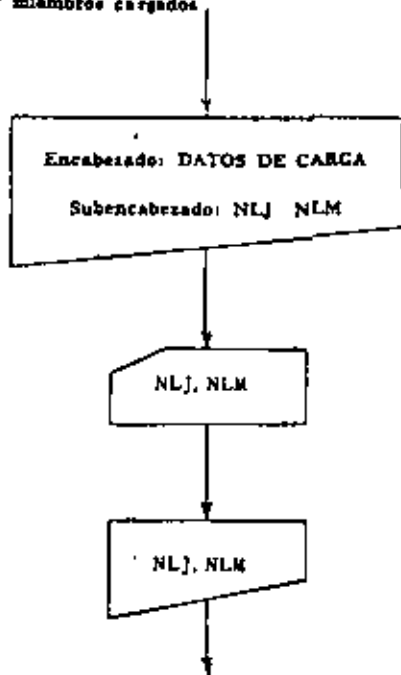 miembros cargados
Encabezado: DATOS DE CARGA
Subencabezado: NLJ NLM
NLJ, NLM
NLJ, NLM